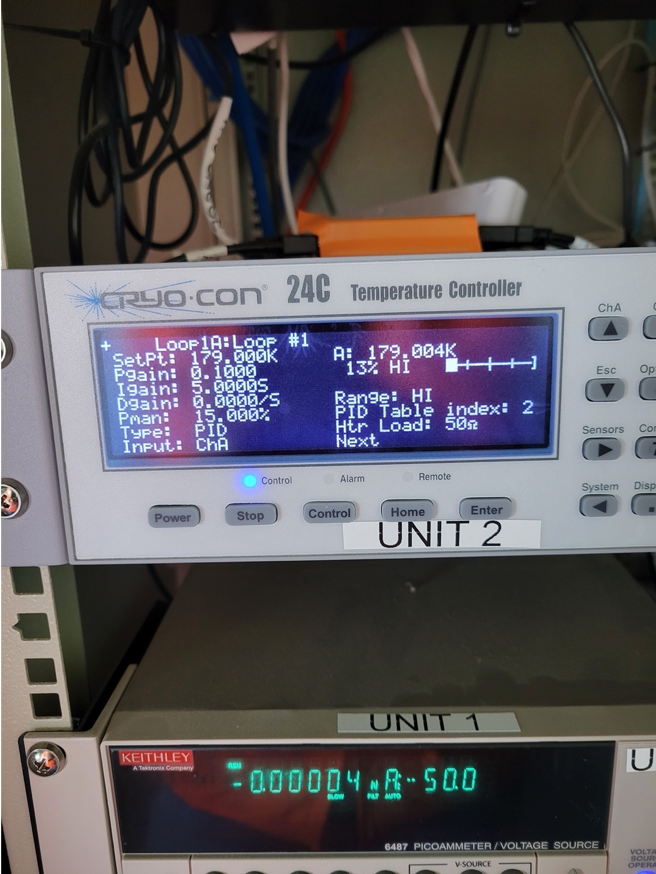 CRYO·CON® 24C Temperature Controller
+ Loop1A:Loop #1
SetPt: 179.000K
Pgain: 0.1000
Igain: 5.0000S
Dgain: 0.0000/S
Pman: 15.000%
Type: PID
Input: ChA
A: 179.004K
13% HI
Range: HI
PID Table index: 2
Htr Load: 50Ω
Next
Control Alarm Remote
Power Stop Control Home Enter
ChA
Esc
Sensors
System
UNIT 2
UNIT 1
KEITHLEY
A Tektronix Company
-0.00004 nA:--50.0
SLOW FILT AUTO
6487 PICOAMMETER / VOLTAGE SOURCE
V-SOURCE